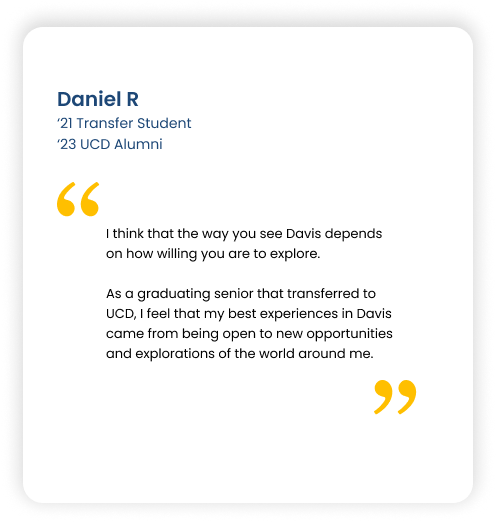 Daniel R
‘21 Transfer Student
‘23 UCD Alumni
“
I think that the way you see Davis depends
on how willing you are to explore.
As a graduating senior that transferred to
UCD, I feel that my best experiences in Davis
came from being open to new opportunities
and explorations of the world around me.
”